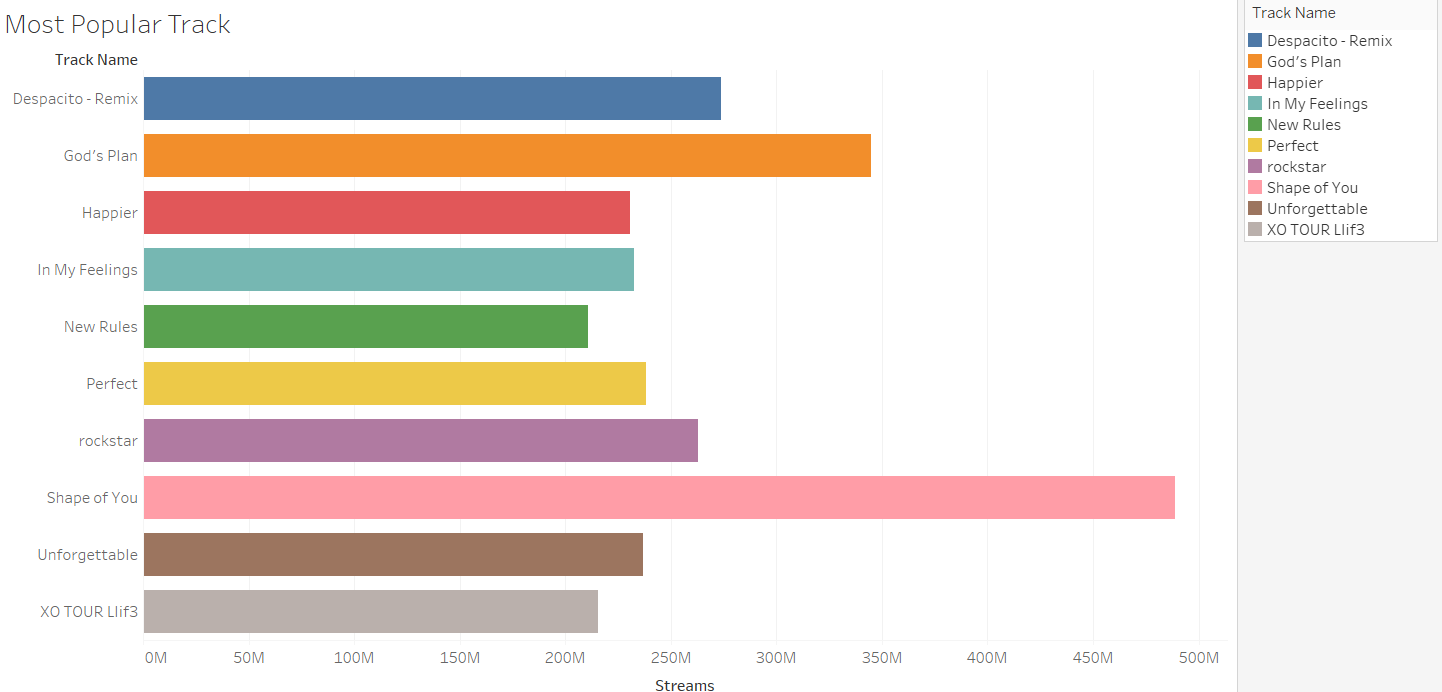 Most Popular Track
Track Name
Despacito - Remix
God's Plan
Happier
In My Feelings
New Rules
Perfect
rockstar
Shape of You
Unforgettable
XO TOUR Llif3
0M 50M 100M 150M 200M 250M 300M 350M 400M 450M 500M
Streams
Track Name
Despacito - Remix
God's Plan
Happier
In My Feelings
New Rules
Perfect
rockstar
Shape of You
Unforgettable
XO TOUR Llif3